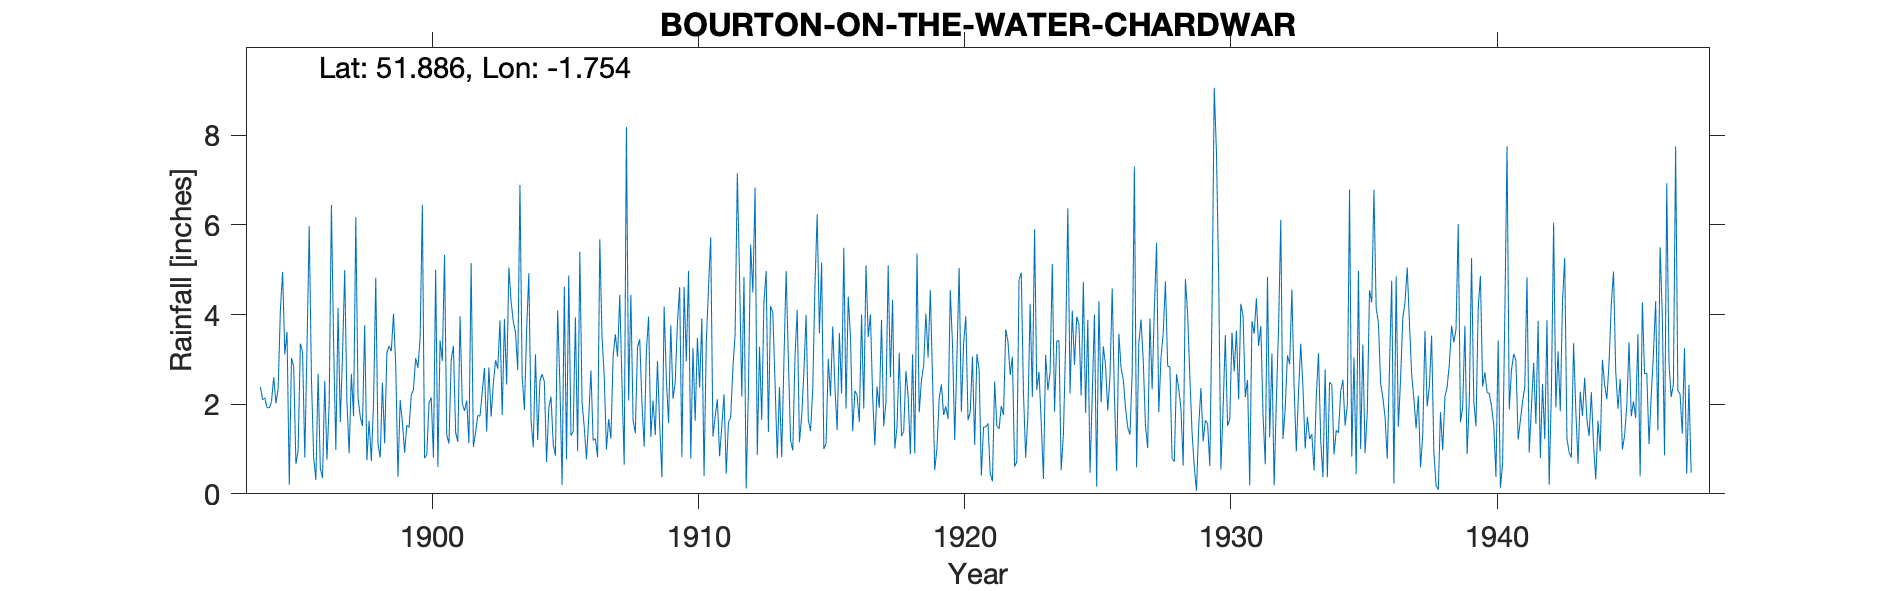 BOURTON-ON-THE-WATER-CHARDWAR
Lat: 51.886, Lon: -1.754
8
6
4
2
0
Rainfall [inches]
1900 1910 1920 1930 1940
Year